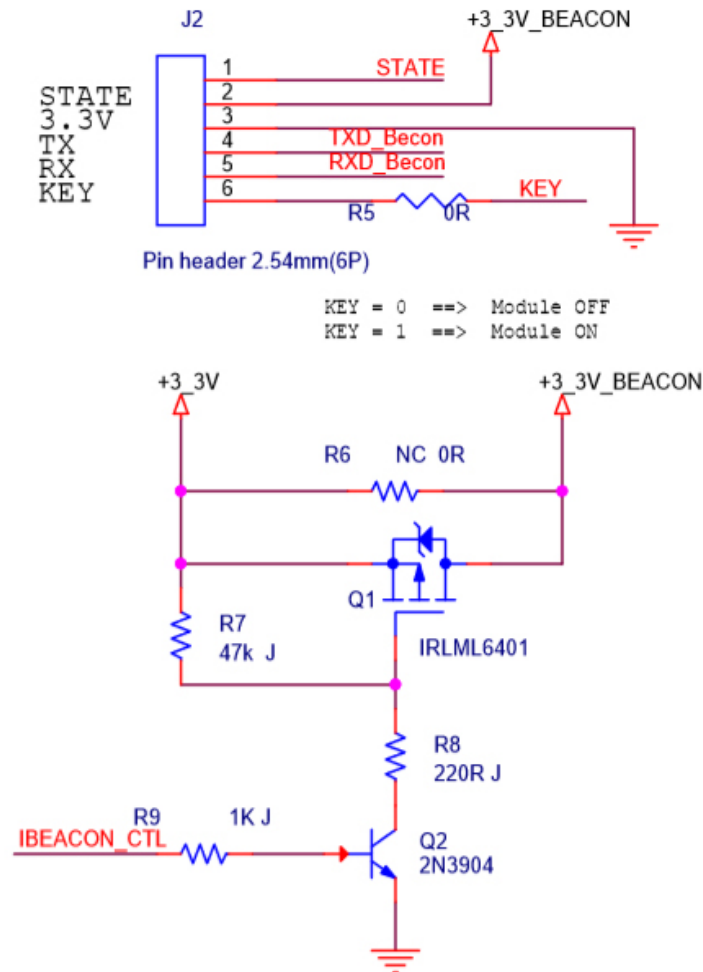 J2
+3_3V_BEACON
1 STATE
STATE 2
3.3V 3
TX 4 TXD_Becon
RX 5 RXD_Becon
KEY 6 KEY
R5 0R
Pin header 2.54mm(6P)
KEY = 0 ==> Module OFF
KEY = 1 ==> Module ON
+3_3V +3_3V_BEACON
R6 NC 0R
Q1
R7
47k J
IRLML6401
R8
220R J
R9 1K J
IBEACON_CTL
Q2
2N3904